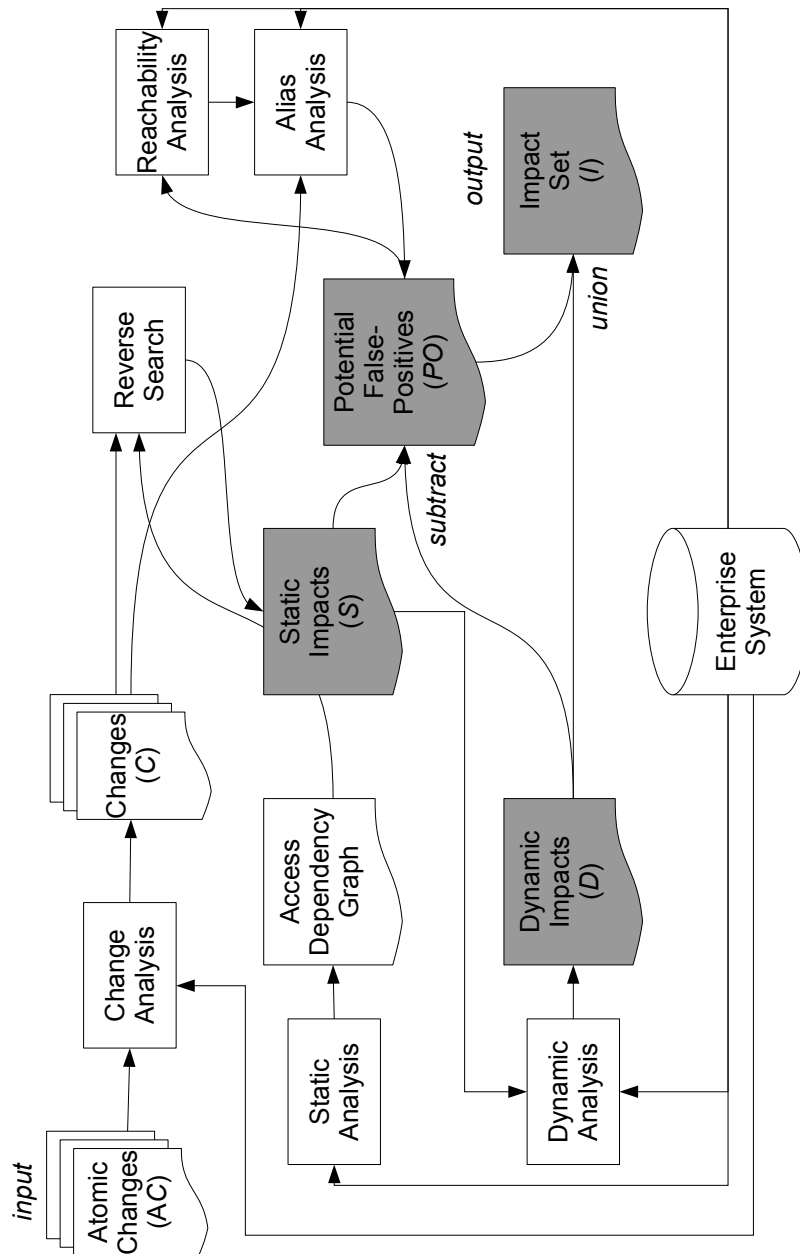 input
Atomic
Changes
(AC)
Change
Analysis
Changes
(C)
Reverse
Search
Reachability
Analysis
Alias
Analysis
Static
Analysis
Access
Dependency
Graph
Static
Impacts
(S)
subtract
Potential
False-
Positives
(PO)
Dynamic
Analysis
Dynamic
Impacts
(D)
union
output
Impact
Set
(I)
Enterprise
System